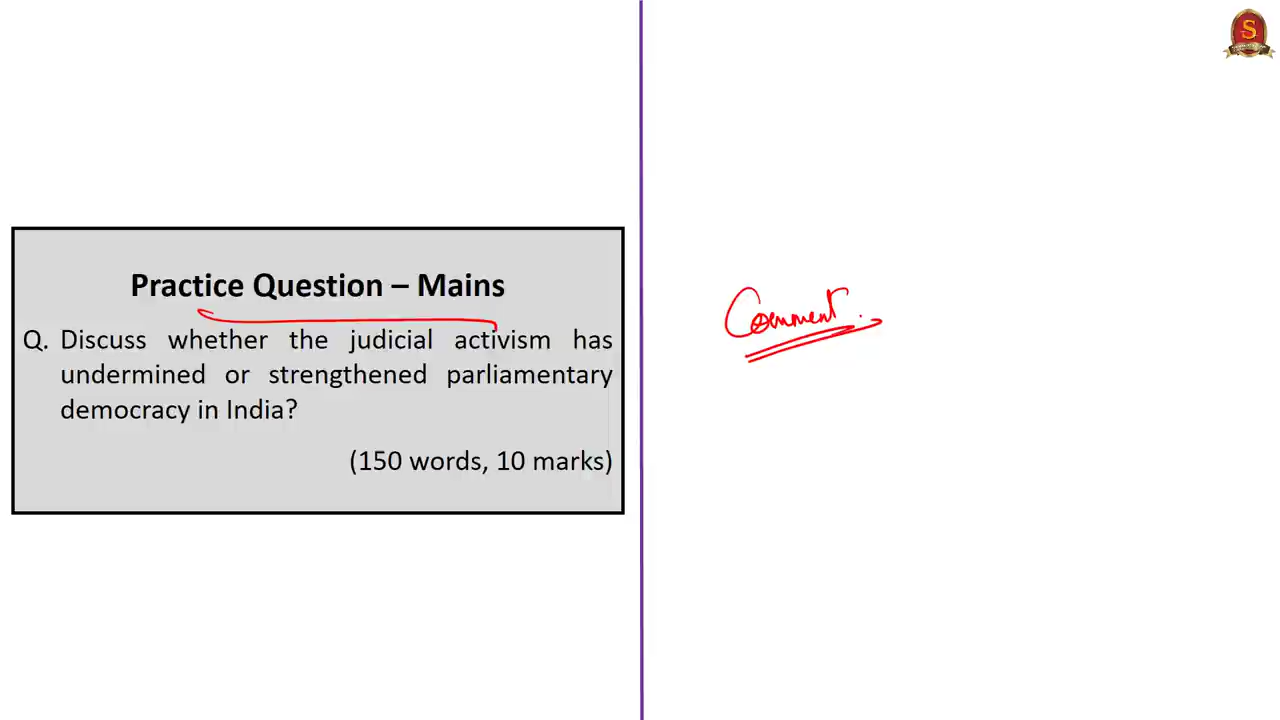 Practice Question – Mains
Q. Discuss whether the judicial activism has
undermined or strengthened parliamentary
democracy in India?
(150 words, 10 marks)
Comment.
S